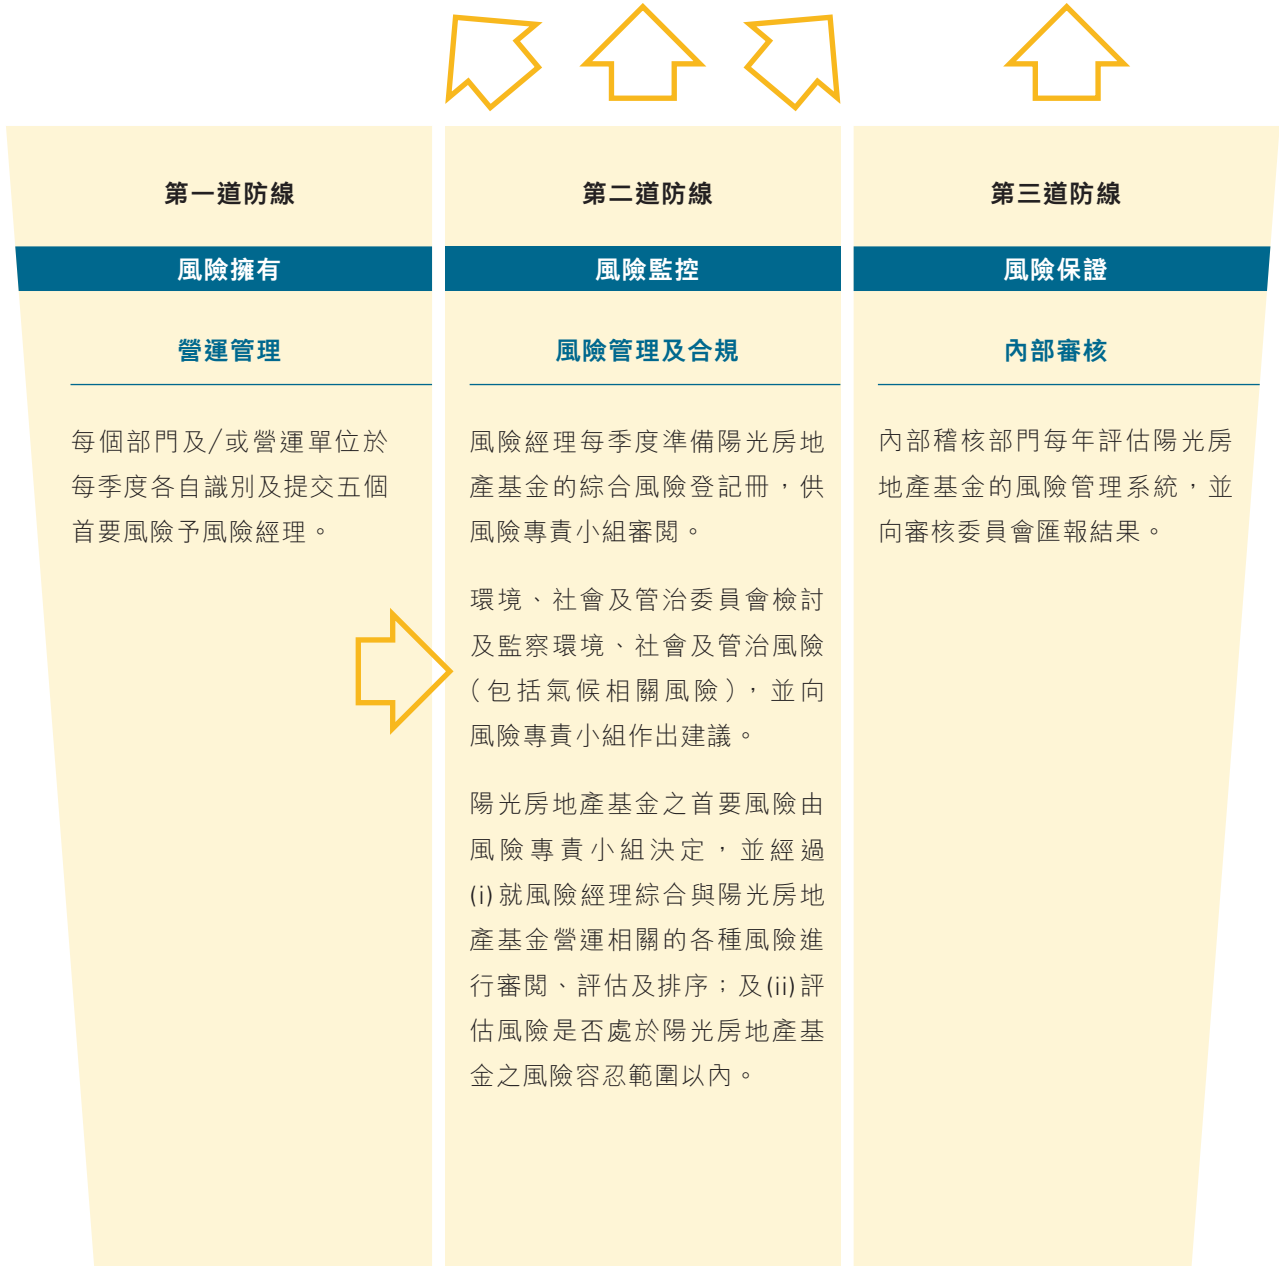 第一道防線
風險擁有
營運管理
每個部門及/或營運單位於
每季度各自識別及提交五個
首要風險予風險經理。
第二道防線
風險監控
風險管理及合規
風險經理每季度準備陽光房地
產基金的綜合風險登記冊，供
風險專責小組審閱。
環境、社會及管治委員會檢討
及監察環境、社會及管治風險
（包括氣候相關風險），並向
風險專責小組作出建議。
陽光房地產基金之首要風險由
風險專責小組決定，並經過
(i)就風險經理綜合與陽光房地
產基金營運相關的各種風險進
行審閱、評估及排序；及(ii)評
估風險是否處於陽光房地產基
金之風險容忍範圍以內。
第三道防線
風險保證
內部審核
內部稽核部門每年評估陽光房
地產基金的風險管理系統，並
向審核委員會匯報結果。